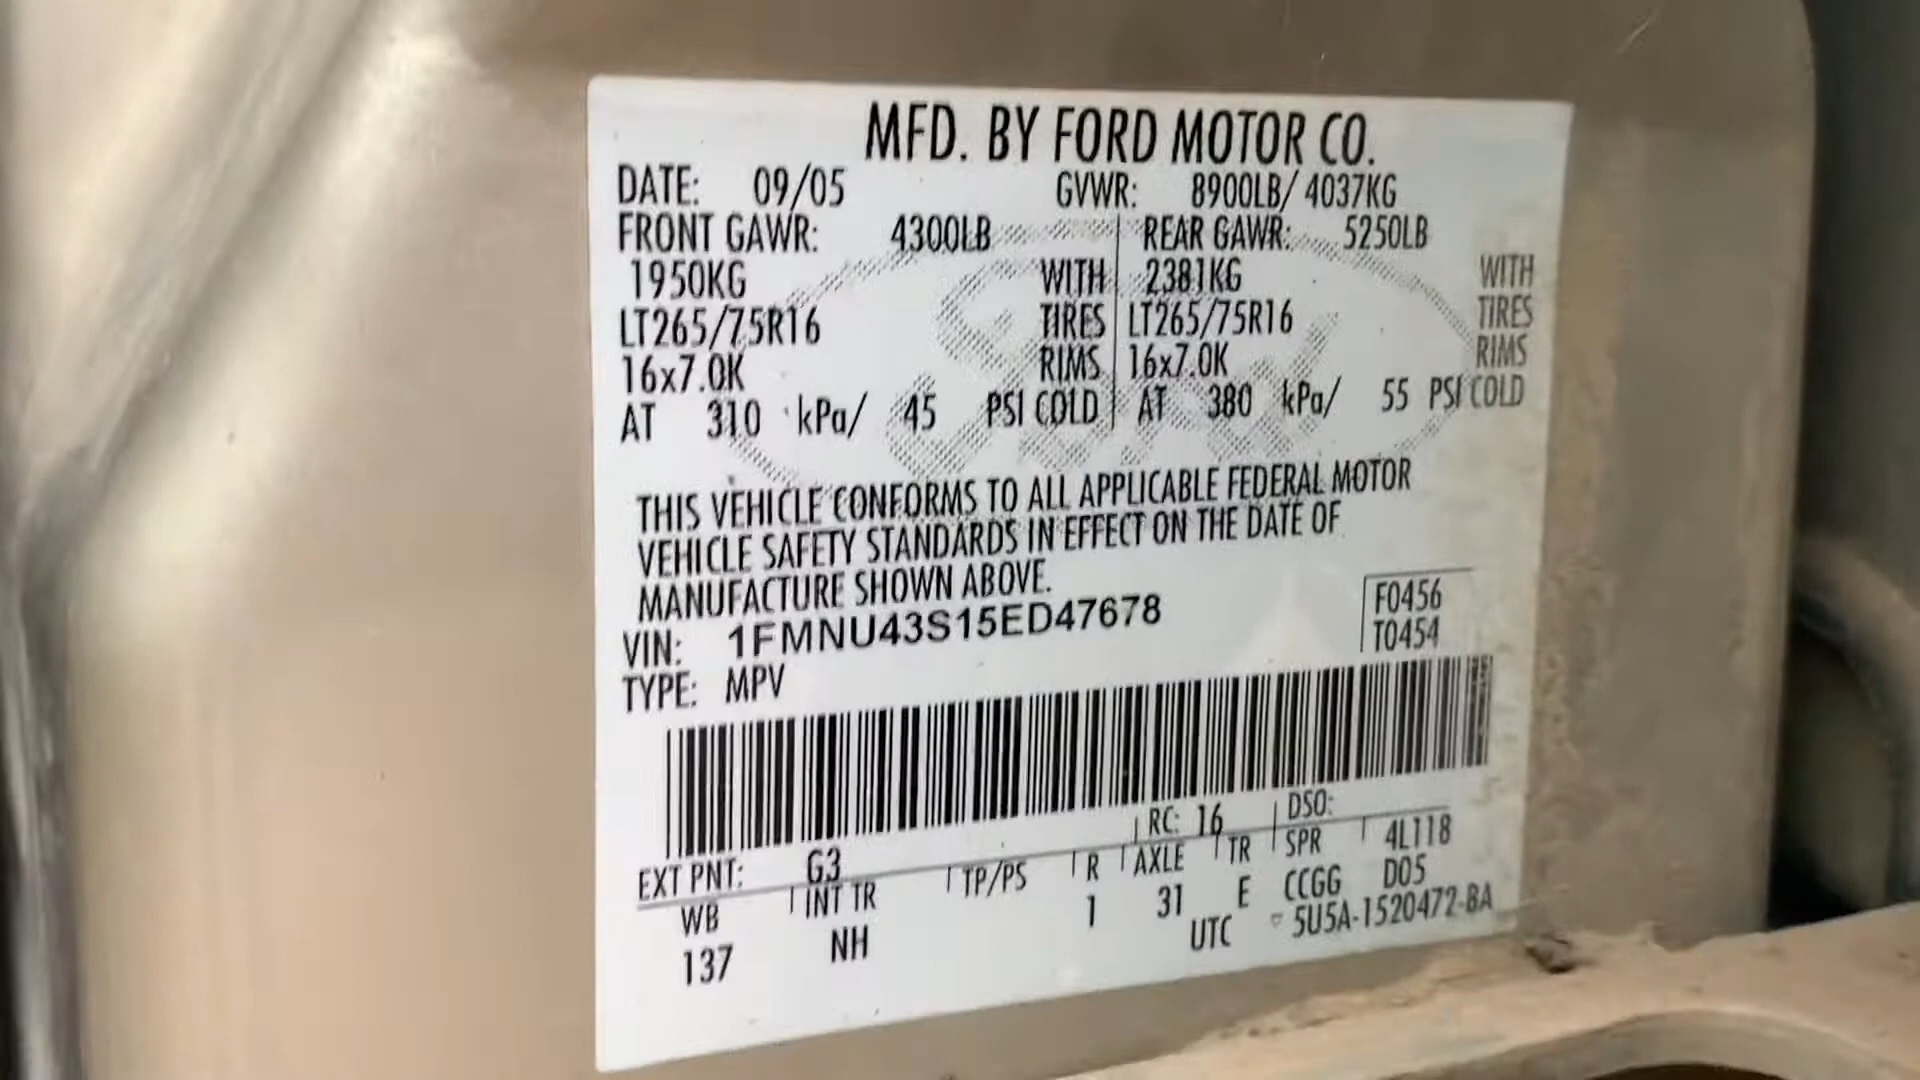 MFD. BY FORD MOTOR CO.
DATE: 09/05 GVWR: 8900LB/ 4037KG
FRONT GAWR: 4300LB REAR GAWR: 5250LB
1950KG WITH 2381KG WITH
LT265/75R16 TIRES LT265/75R16 TIRES
16x7.0K RIMS 16x7.0K RIMS
AT 310 kPa/ 45 PSI COLD AT 380 kPa/ 55 PSI COLD
THIS VEHICLE CONFORMS TO ALL APPLICABLE FEDERAL MOTOR
VEHICLE SAFETY STANDARDS IN EFFECT ON THE DATE OF
MANUFACTURE SHOWN ABOVE.
VIN: 1FMNU43S15ED47678
F0456
T0454
TYPE: MPV
EXT PNT: G3 RC: 16 DSO:
WB INT TR TP/PS R AXLE TR SPR 4L118
137 NH 1 31 E CCGG D05
UTC ▽ 5U5A-1520472-BA